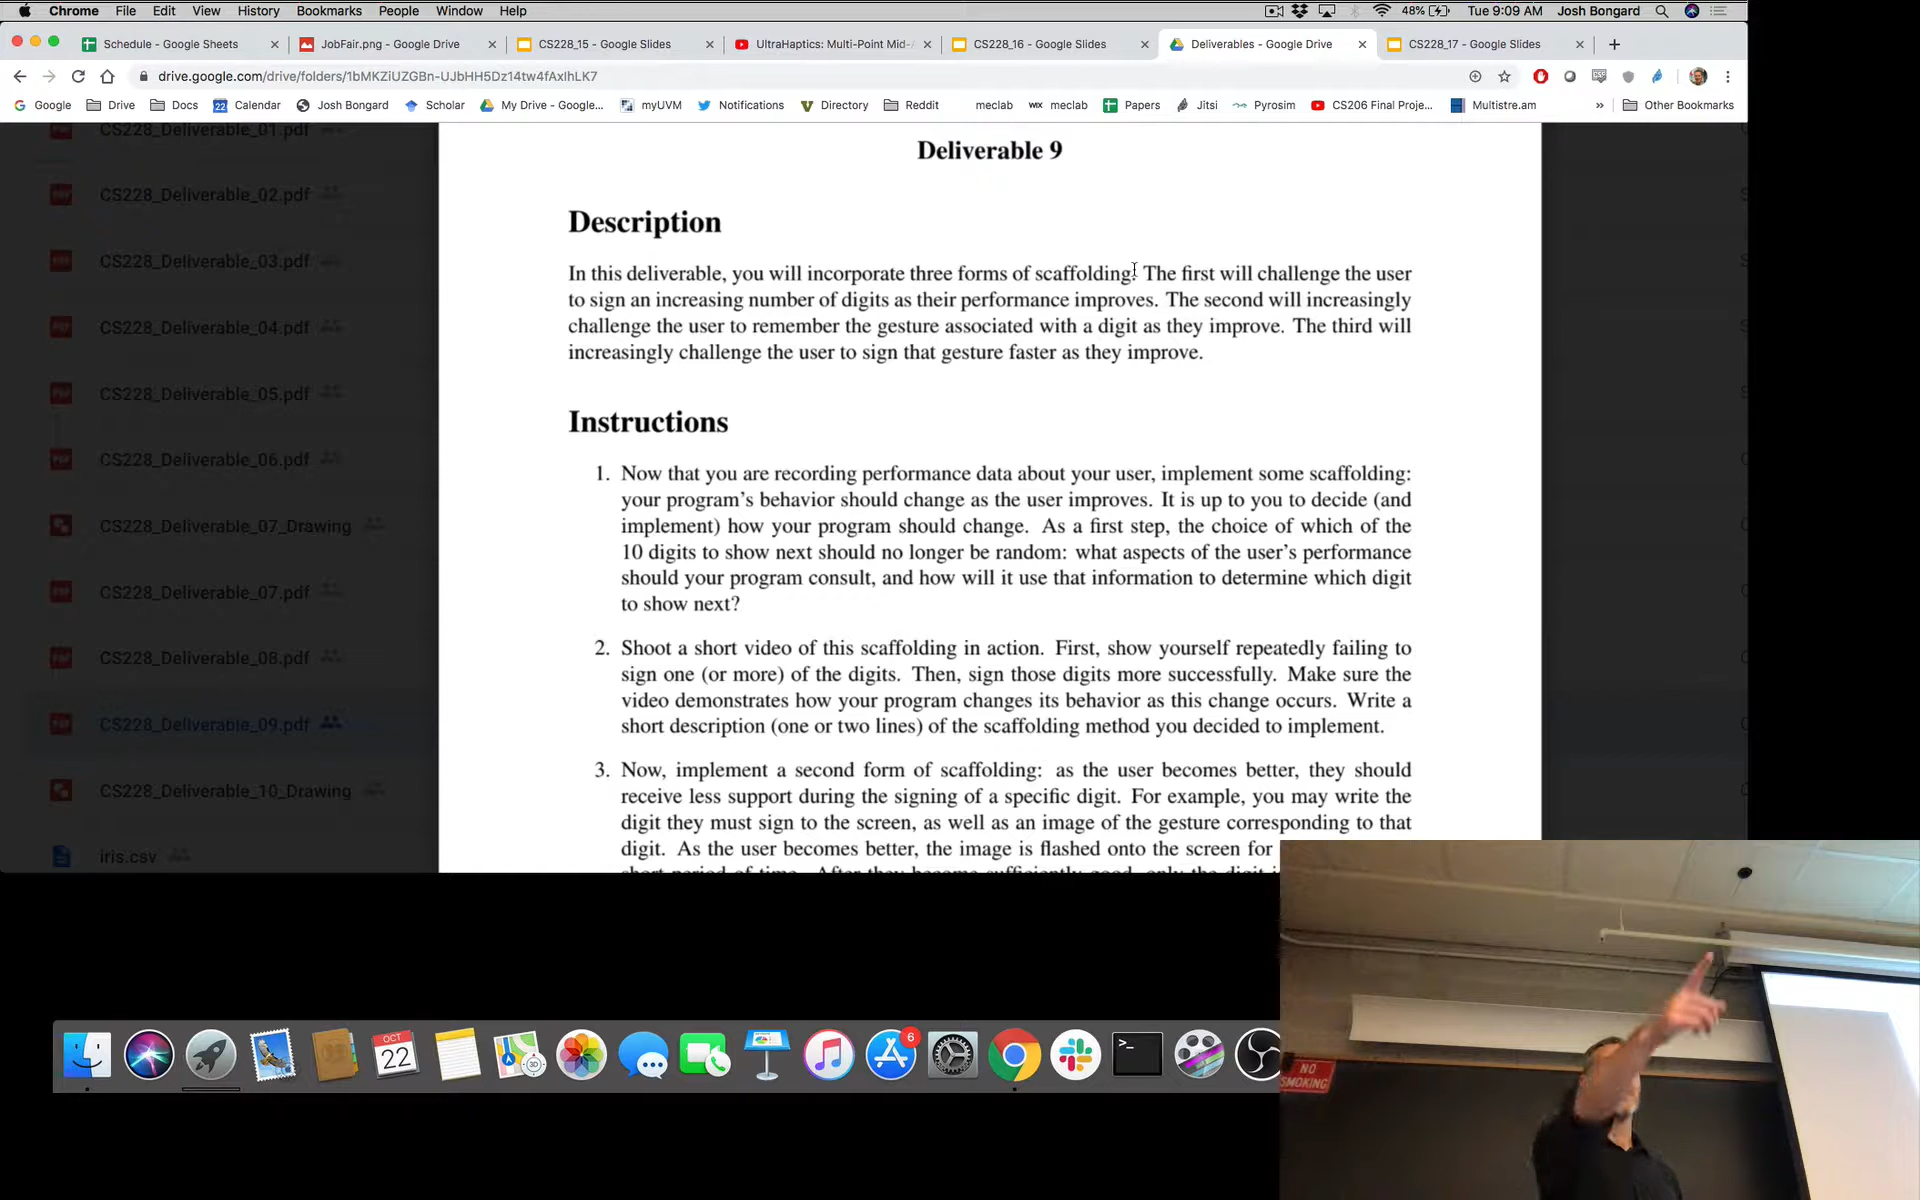 Chrome File Edit View History Bookmarks People Window Help 48% Tue 9:09 AM Josh Bongard
Schedule - Google Sheets JobFair.png - Google Drive CS228_15 - Google Slides UltraHaptics: Multi-Point Mid- CS228_16 - Google Slides Deliverables - Google Drive CS228_17 - Google Slides
drive.google.com/drive/folders/1bMKZiUZGBn-UJbHH5Dz14tw4fAxlhLK7
Google Drive Docs 22 Calendar Josh Bongard Scholar My Drive - Google... myUVM Notifications Directory Reddit meclab WIX meclab Papers Jitsi Pyrosim CS206 Final Proje... Multistre.am » Other Bookmarks
CS228_Deliverable_01.pdf
CS228_Deliverable_02.pdf
CS228_Deliverable_03.pdf
CS228_Deliverable_04.pdf
CS228_Deliverable_05.pdf
CS228_Deliverable_06.pdf
CS228_Deliverable_07_Drawing
CS228_Deliverable_07.pdf
CS228_Deliverable_08.pdf
CS228_Deliverable_09.pdf
CS228_Deliverable_10_Drawing
iris.csv
Deliverable 9
Description
In this deliverable, you will incorporate three forms of scaffolding. The first will challenge the user
to sign an increasing number of digits as their performance improves. The second will increasingly
challenge the user to remember the gesture associated with a digit as they improve. The third will
increasingly challenge the user to sign that gesture faster as they improve.
Instructions
1. Now that you are recording performance data about your user, implement some scaffolding:
your program's behavior should change as the user improves. It is up to you to decide (and
implement) how your program should change. As a first step, the choice of which of the
10 digits to show next should no longer be random: what aspects of the user's performance
should your program consult, and how will it use that information to determine which digit
to show next?
2. Shoot a short video of this scaffolding in action. First, show yourself repeatedly failing to
sign one (or more) of the digits. Then, sign those digits more successfully. Make sure the
video demonstrates how your program changes its behavior as this change occurs. Write a
short description (one or two lines) of the scaffolding method you decided to implement.
3. Now, implement a second form of scaffolding: as the user becomes better, they should
receive less support during the signing of a specific digit. For example, you may write the
digit they must sign to the screen, as well as an image of the gesture corresponding to that
digit. As the user becomes better, the image is flashed onto the screen for
short period of time. After they become sufficiently good, only the digit
OCT
22
3D
6
>_
NO
SMOKING